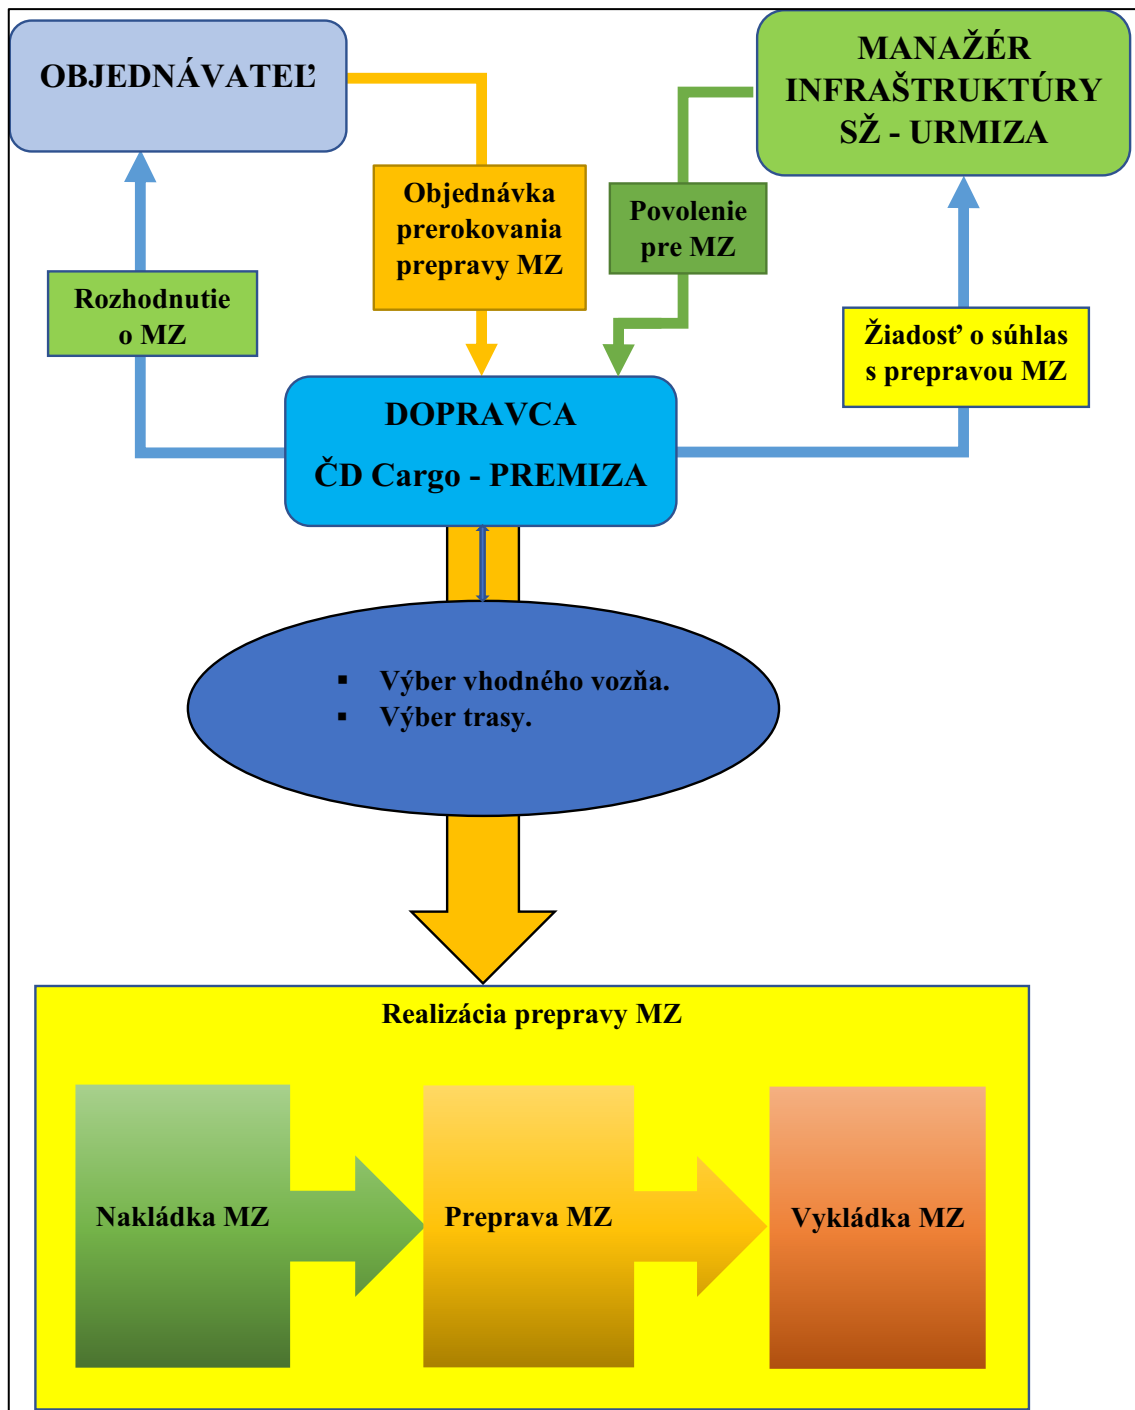 OBJEDNÁVATEĽ
MANAŽÉR
INFRAŠTRUKTÚRY
SŽ - URMIZA
Objednávka
prerokovania
prepravy MZ
Povolenie
pre MZ
Rozhodnutie
o MZ
Žiadosť o súhlas
s prepravou MZ
DOPRAVCA
ČD Cargo - PREMIZA
▪ Výber vhodného vozňa.
▪ Výber trasy.
Realizácia prepravy MZ
Nakládka MZ
Preprava MZ
Vykládka MZ